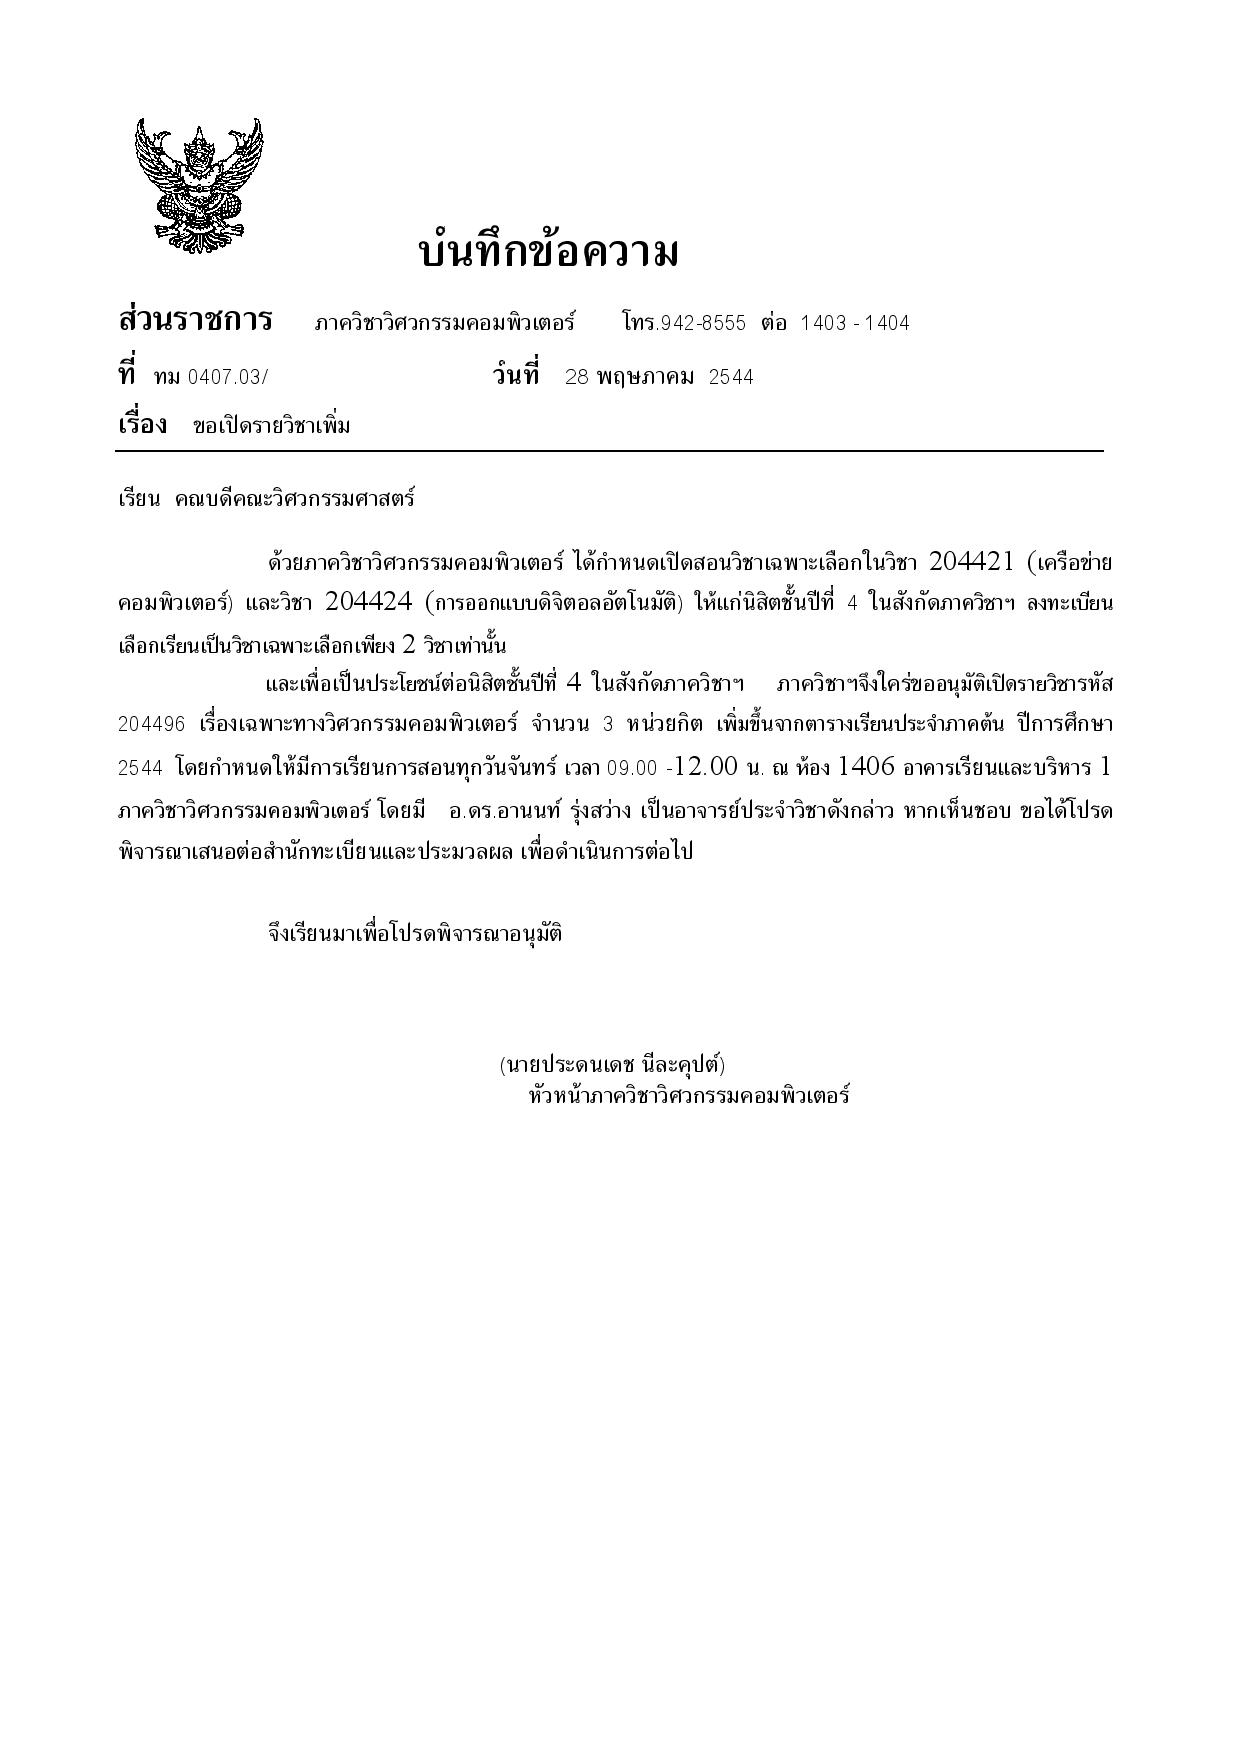 บันทึกข้อความ
ส่วนราชการ ภาควิชาวิศวกรรมคอมพิวเตอร์ โทร.942-8555 ต่อ 1403 - 1404
ที่ ทม 0407.03/ วันที่ 28 พฤษภาคม 2544
เรื่อง ขอเปิดรายวิชาเพิ่ม
เรียน คณบดีคณะวิศวกรรมศาสตร์
ด้วยภาควิชาวิศวกรรมคอมพิวเตอร์ ได้กำหนดเปิดสอนวิชาเฉพาะเลือกในวิชา 204421 (เครือข่าย
คอมพิวเตอร์) และวิชา 204424 (การออกแบบดิจิตอลอัตโนมัติ) ให้แก่นิสิตชั้นปีที่ 4 ในสังกัดภาควิชาฯ ลงทะเบียน
เลือกเรียนเป็นวิชาเฉพาะเลือกเพียง 2 วิชาเท่านั้น
และเพื่อเป็นประโยชน์ต่อนิสิตชั้นปีที่ 4 ในสังกัดภาควิชาฯ ภาควิชาฯจึงใคร่ขออนุมัติเปิดรายวิชารหัส
204496 เรื่องเฉพาะทางวิศวกรรมคอมพิวเตอร์ จำนวน 3 หน่วยกิต เพิ่มขึ้นจากตารางเรียนประจำภาคต้น ปีการศึกษา
2544 โดยกำหนดให้มีการเรียนการสอนทุกวันจันทร์ เวลา 09.00 -12.00 น. ณ ห้อง 1406 อาคารเรียนและบริหาร 1
ภาควิชาวิศวกรรมคอมพิวเตอร์ โดยมี อ.ดร.อานนท์ รุ่งสว่าง เป็นอาจารย์ประจำวิชาดังกล่าว หากเห็นชอบ ขอได้โปรด
พิจารณาเสนอต่อสำนักทะเบียนและประมวลผล เพื่อดำเนินการต่อไป
จึงเรียนมาเพื่อโปรดพิจารณาอนุมัติ
(นายประดนเดช นีละคุปต์)
หัวหน้าภาควิชาวิศวกรรมคอมพิวเตอร์